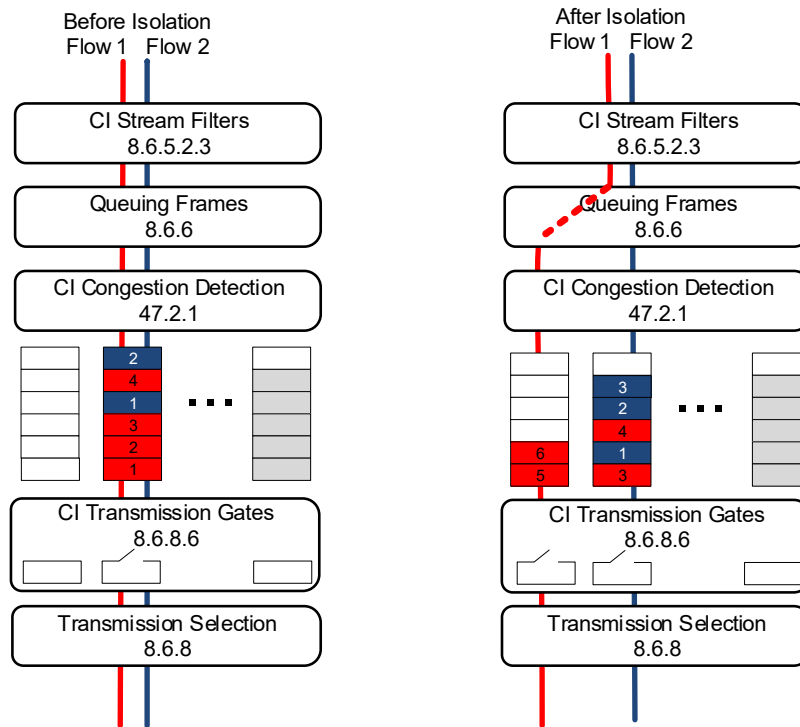 Before Isolation
Flow 1 Flow 2
CI Stream Filters
8.6.5.2.3
Queuing Frames
8.6.6
CI Congestion Detection
47.2.1
2
4
1
3
2
1
CI Transmission Gates
8.6.8.6
Transmission Selection
8.6.8
After Isolation
Flow 1 Flow 2
CI Stream Filters
8.6.5.2.3
Queuing Frames
8.6.6
CI Congestion Detection
47.2.1
3
2
4
6 1
5 3
CI Transmission Gates
8.6.8.6
Transmission Selection
8.6.8